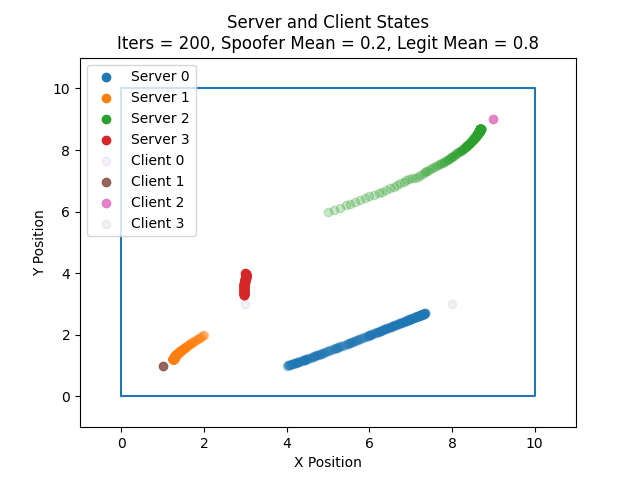 Server and Client States
Iters = 200, Spoofer Mean = 0.2, Legit Mean = 0.8
Server 0
Server 1
Server 2
Server 3
Client 0
Client 1
Client 2
Client 3
10
8
6
4
2
0
Y Position
0 2 4 6 8 10
X Position